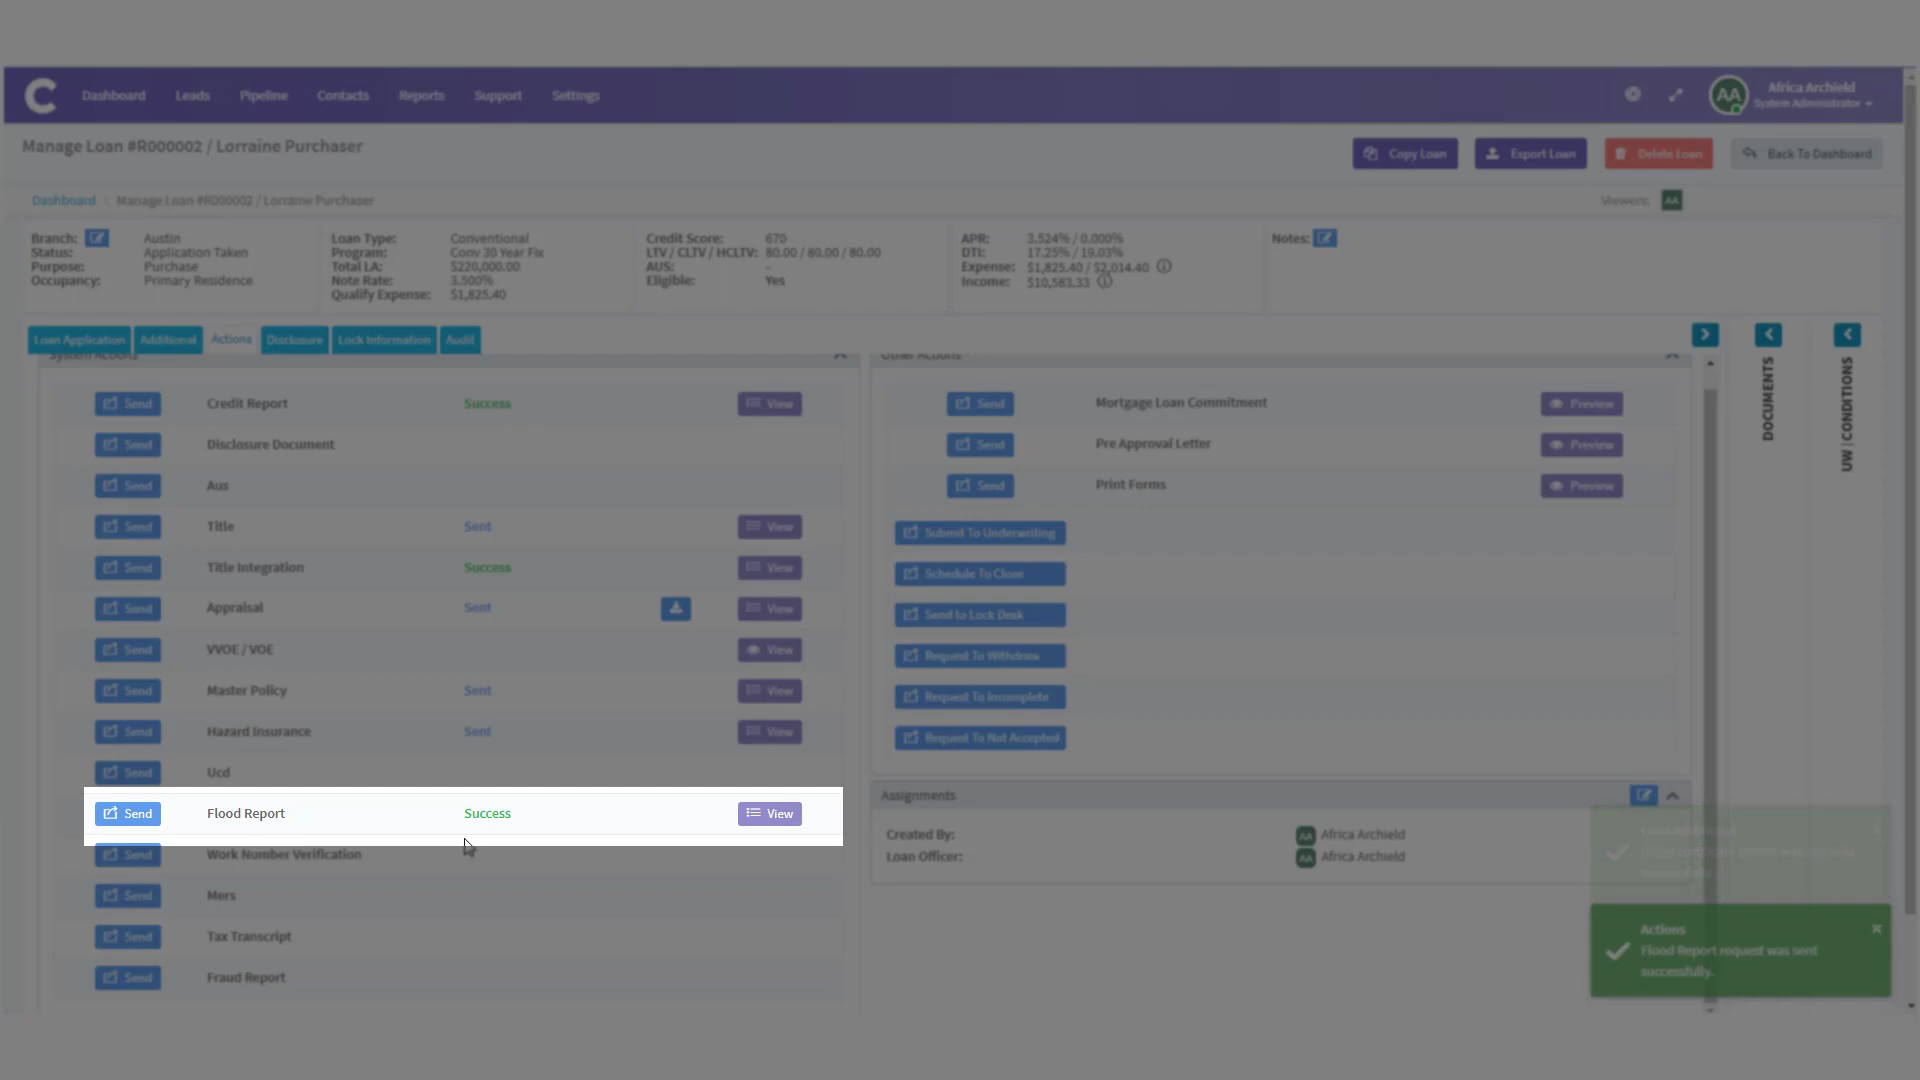 C Dashboard Leads Pipeline Contacts Reports Support Settings
AA Africa Archield
System Administrator
Manage Loan #R000002 / Lorraine Purchaser
Copy Loan Export Loan Delete Loan Back To Dashboard
Dashboard \ Manage Loan #R000002 / Lorraine Purchaser
Viewers: AA
Branch: Austin
Status: Application Taken
Purpose: Purchase
Occupancy: Primary Residence
Loan Type: Conventional
Program: Conv 30 Year Fix
Total LA: $220,000.00
Note Rate: 3.500%
Qualify Expense: $1,825.40
Credit Score: 670
LTV / CLTV / HCLTV: 80.00 / 80.00 / 80.00
AUS: -
Eligible: Yes
APR: 3.524% / 0.000%
DTI: 17.25% / 19.03%
Expense: $1,825.40 / $2,014.40
Income: $10,583.33
Notes:
Loan Application Additional Actions Disclosure Lock Information Audit
System Actions
Send Credit Report Success View
Send Disclosure Document
Send Aus
Send Title Sent View
Send Title Integration Success View
Send Appraisal Sent View
Send VVOE / VOE View
Send Master Policy Sent View
Send Hazard Insurance Sent View
Send Ucd
Send Flood Report Success View
Send Work Number Verification
Send Mers
Send Tax Transcript
Send Fraud Report
Other Actions
Send Mortgage Loan Commitment Preview
Send Pre Approval Letter Preview
Send Print Forms Preview
Submit To Underwriting
Schedule To Close
Send to Lock Desk
Request To Withdrew
Request To Incomplete
Request To Not Accepted
Assignments
Created By: AA Africa Archield
Loan Officer: AA Africa Archield
DOCUMENTS
UW | CONDITIONS
Actions
Flood Report request was sent
successfully.